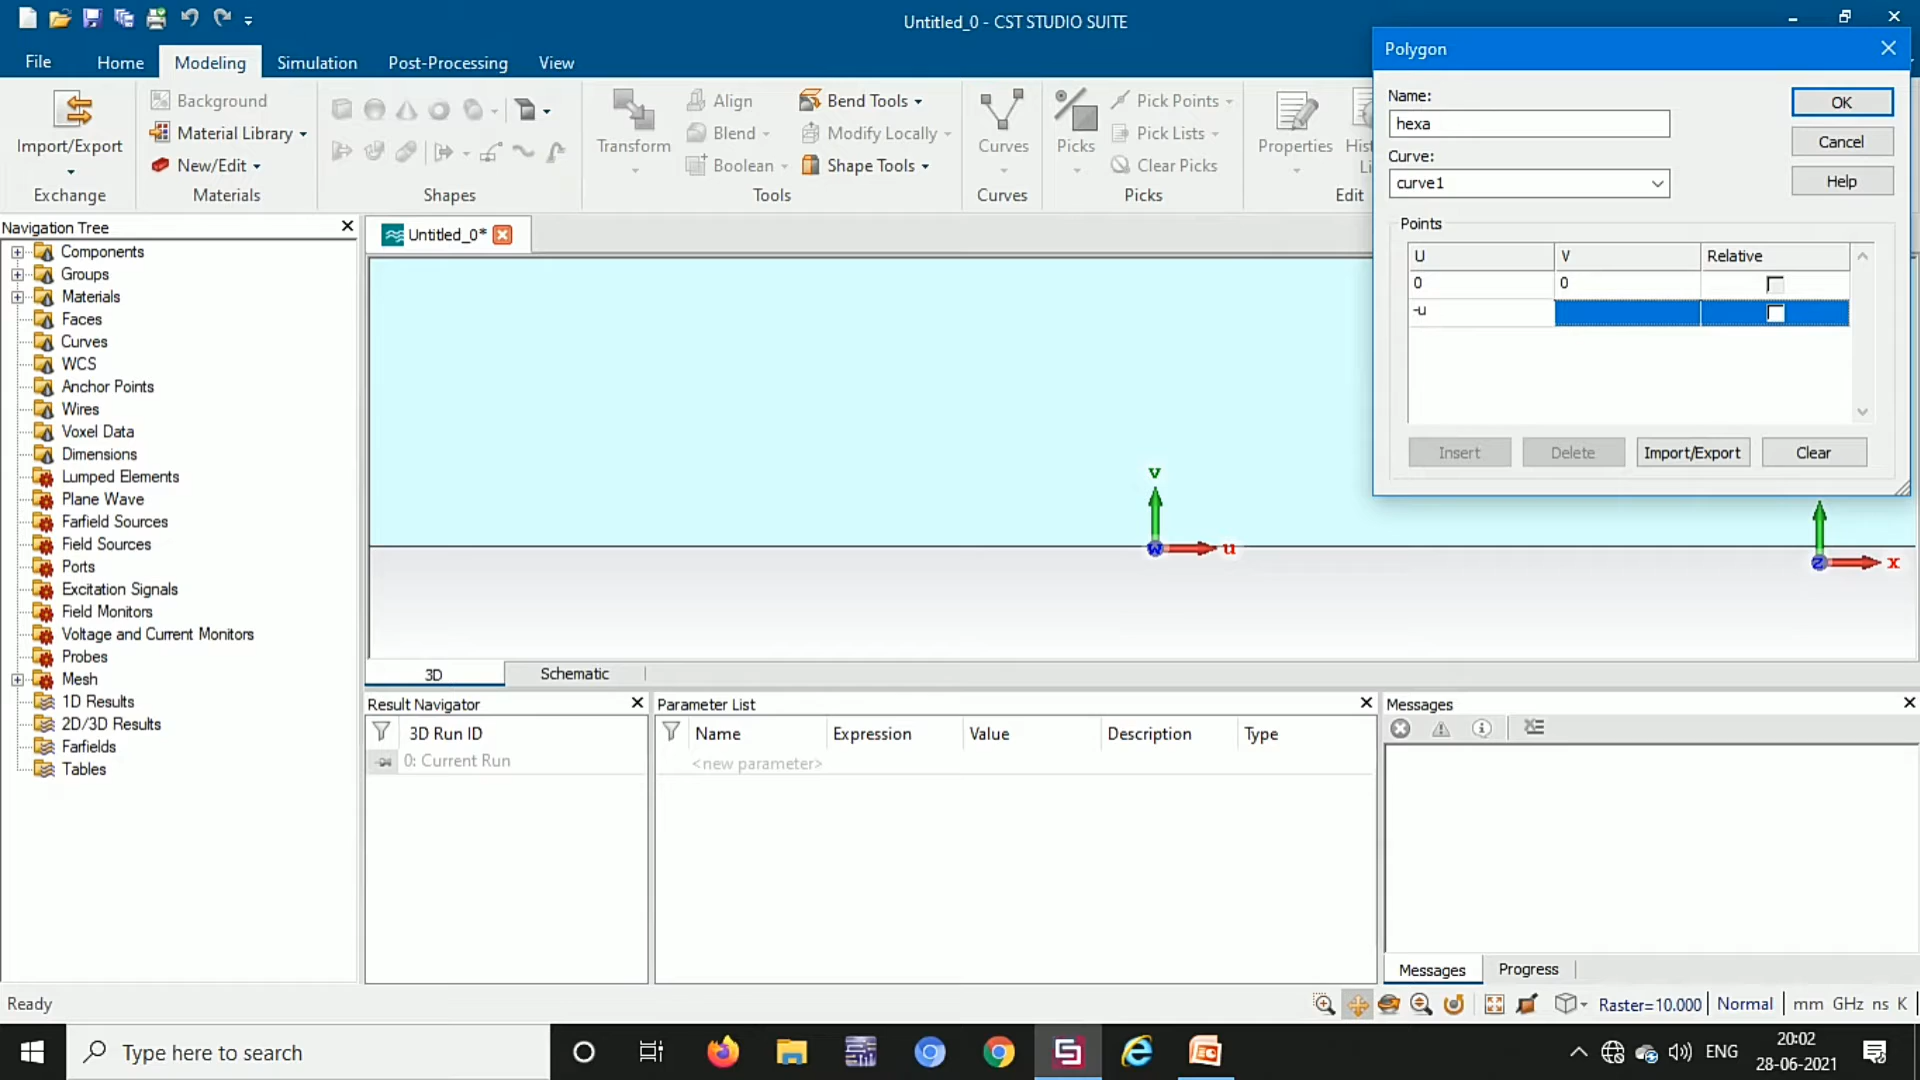 Untitled_0 - CST STUDIO SUITE
File
Home
Modeling
Simulation
Post-Processing
View
Import/Export
Exchange
Background
Material Library
New/Edit
Materials
Shapes
Transform
Align
Blend
Boolean
Bend Tools
Modify Locally
Shape Tools
Tools
Curves
Curves
Picks
Pick Points
Pick Lists
Clear Picks
Picks
Properties
Edit
Polygon
Name:
hexa
Curve:
curve1
OK
Cancel
Help
Points
U V Relative
0 0
-u
Insert
Delete
Import/Export
Clear
Navigation Tree
Components
Groups
Materials
Faces
Curves
WCS
Anchor Points
Wires
Voxel Data
Dimensions
Lumped Elements
Plane Wave
Farfield Sources
Field Sources
Ports
Excitation Signals
Field Monitors
Voltage and Current Monitors
Probes
Mesh
1D Results
2D/3D Results
Farfields
Tables
Untitled_0*
v
w
u
z
x
3D
Schematic
Result Navigator
3D Run ID
0: Current Run
Parameter List
Name Expression Value Description Type
<new parameter>
Messages
Messages
Progress
Ready
Raster=10.000
Normal
mm GHz ns K
Type here to search
ENG
20:02
28-06-2021